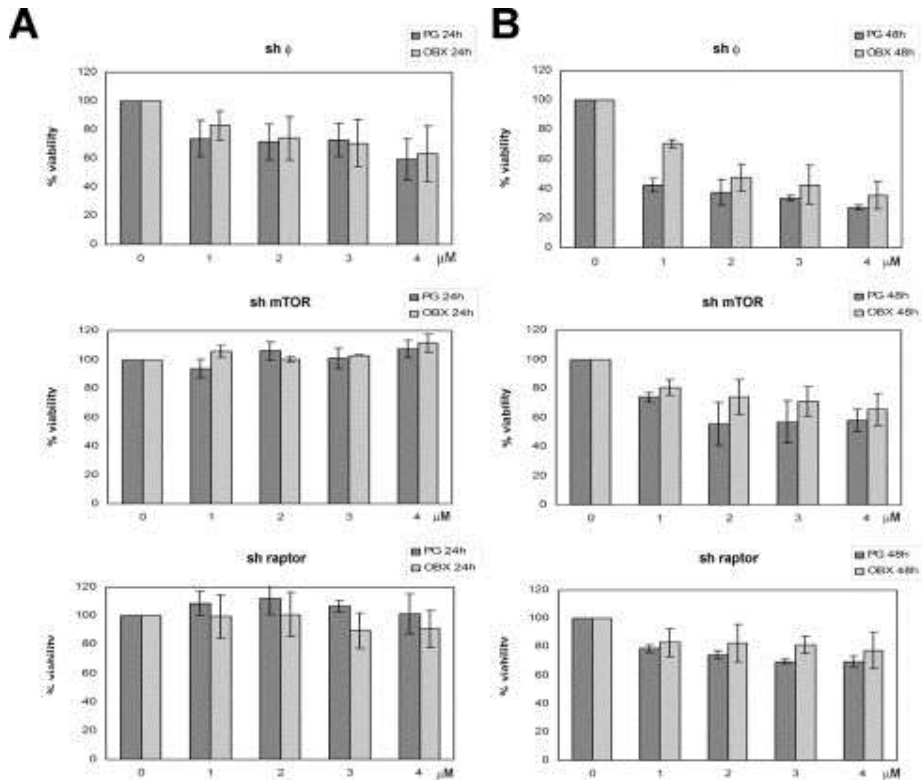 A
sh ϕ
PG 24h
OBX 24h
% viability
120
100
80
60
40
20
0
0 1 2 3 4 μM
sh mTOR
PG 24h
OBX 24h
% viability
120
100
80
60
40
20
0
0 1 2 3 4 μM
sh raptor
PG 24h
OBX 24h
% viability
120
100
80
60
40
20
0
0 1 2 3 4 μM
B
sh ϕ
PG 48h
OBX 48h
% viability
120
100
80
60
40
20
0
0 1 2 3 4 μM
sh mTOR
PG 48h
OBX 48h
% viability
120
100
80
60
40
20
0
0 1 2 3 4 μM
sh raptor
PG 48h
OBX 48h
% viability
120
100
80
60
40
20
0
0 1 2 3 4 μM